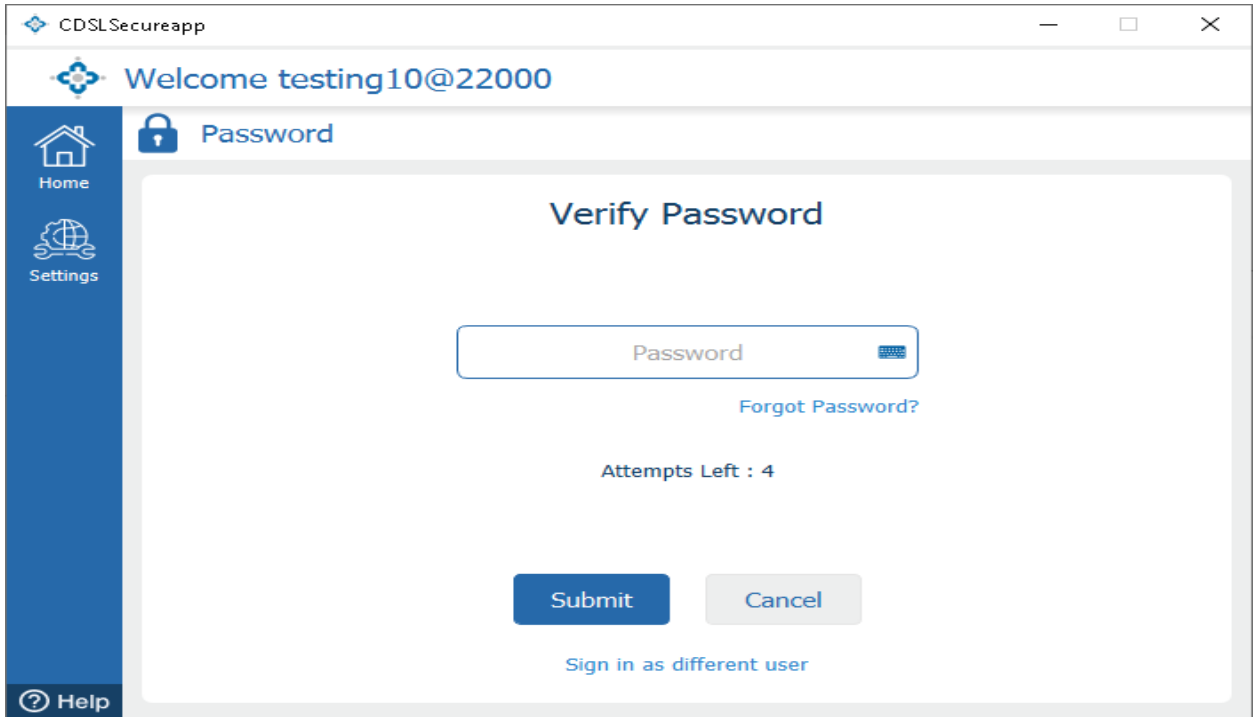 CDSLSecureapp
Welcome testing10@22000
Password
Home
Settings
Verify Password
Password
Forgot Password?
Attempts Left : 4
Submit Cancel
Sign in as different user
? Help